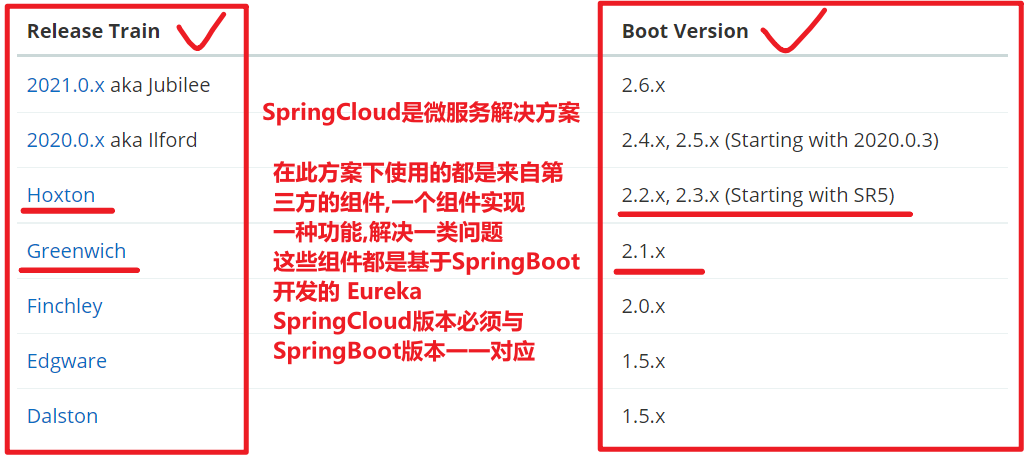 Release Train
Boot Version
2021.0.x aka Jubilee
2.6.x
2020.0.x aka Ilford
2.4.x, 2.5.x (Starting with 2020.0.3)
Hoxton
2.2.x, 2.3.x (Starting with SR5)
Greenwich
2.1.x
Finchley
2.0.x
Edgware
1.5.x
Dalston
1.5.x
SpringCloud是微服务解决方案
在此方案下使用的都是来自第
三方的组件,一个组件实现
一种功能,解决一类问题
这些组件都是基于SpringBoot
开发的 Eureka
SpringCloud版本必须与
SpringBoot版本一一对应